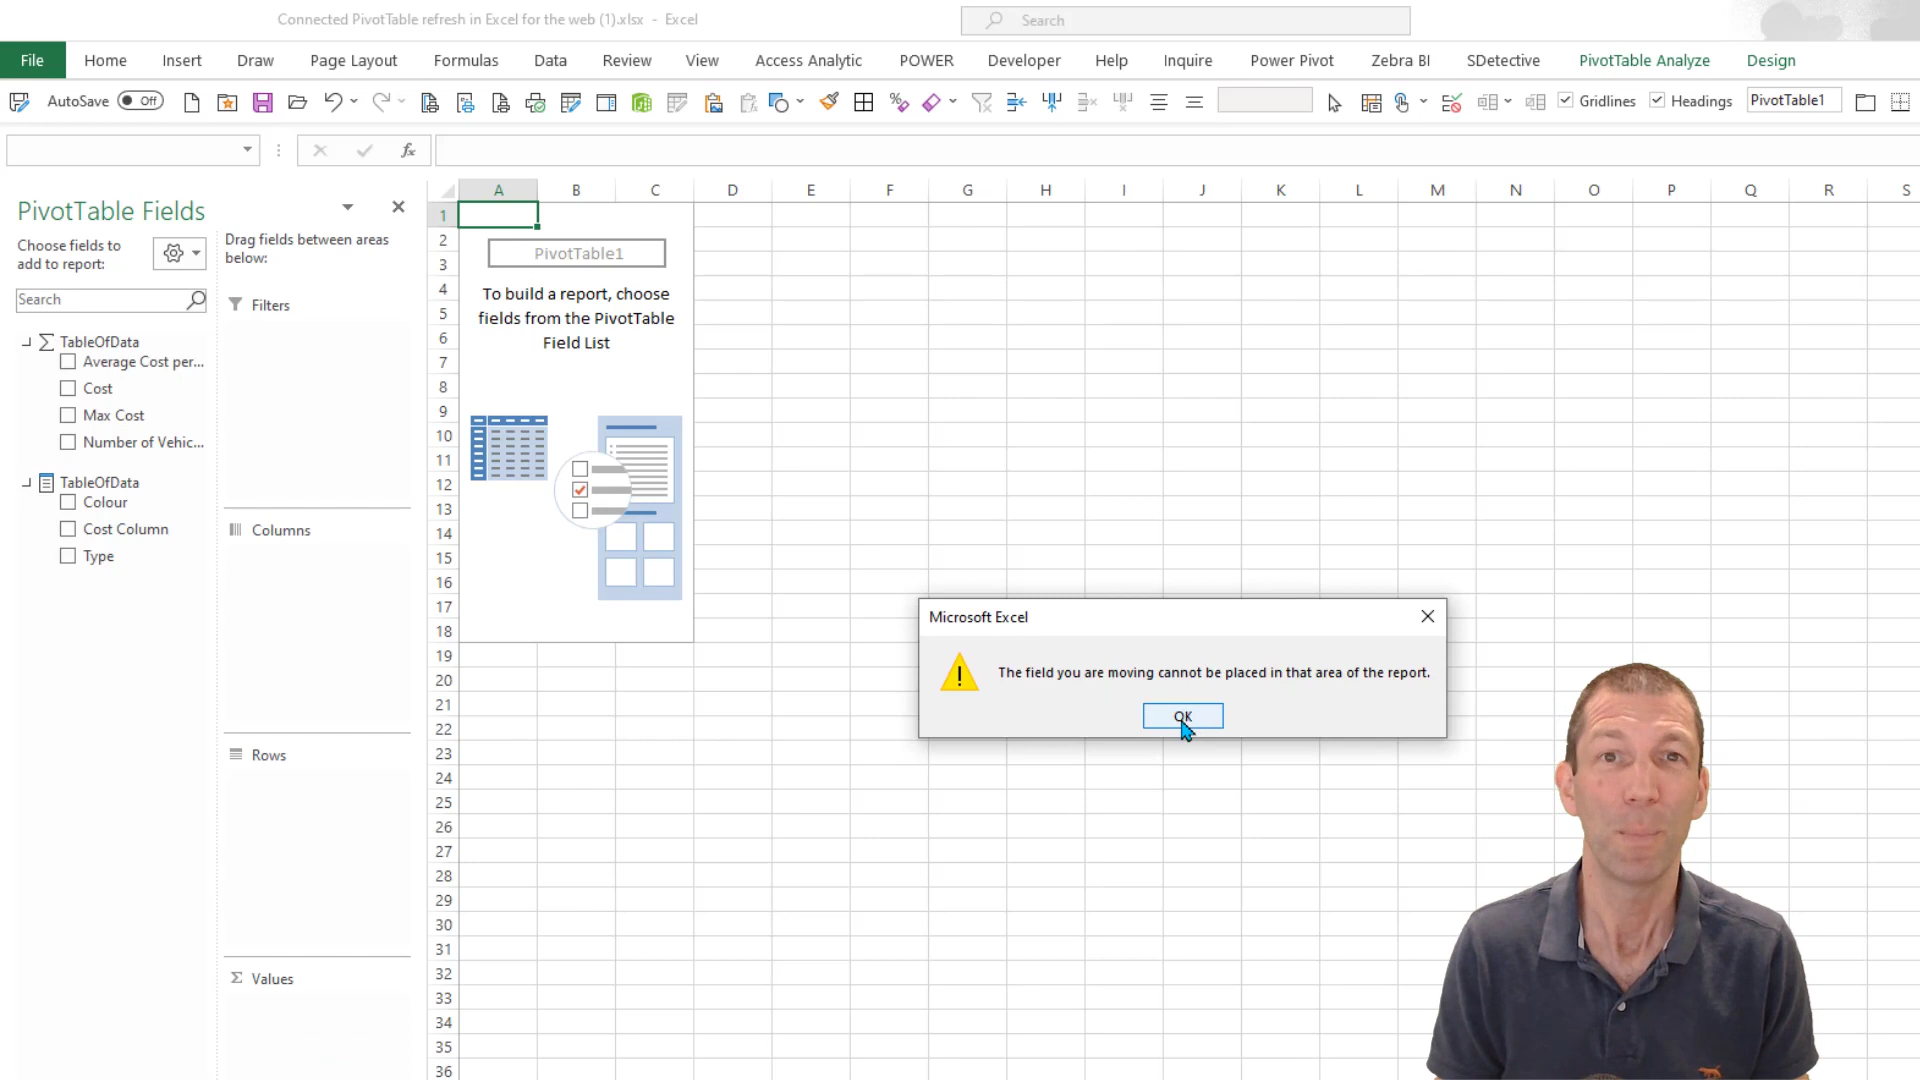 Connected PivotTable refresh in Excel for the web (1).xlsx - Excel
Search
File Home Insert Draw Page Layout Formulas Data Review View Access Analytic POWER Developer Help Inquire Power Pivot Zebra BI SDetective PivotTable Analyze Design
AutoSave Off Gridlines Headings PivotTable1
fx
PivotTable Fields
Choose fields to
add to report:
Search
TableOfData
Average Cost per...
Cost
Max Cost
Number of Vehic...
TableOfData
Colour
Cost Column
Type
Drag fields between areas
below:
Filters
Columns
Rows
Σ Values
A B C D E F G H I J K L M N O P Q R S
1
2
3
4
5
6
7
8
9
10
11
12
13
14
15
16
17
18
19
20
21
22
23
24
25
26
27
28
29
30
31
32
33
34
35
36
PivotTable1
To build a report, choose
fields from the PivotTable
Field List
Microsoft Excel
The field you are moving cannot be placed in that area of the report.
OK